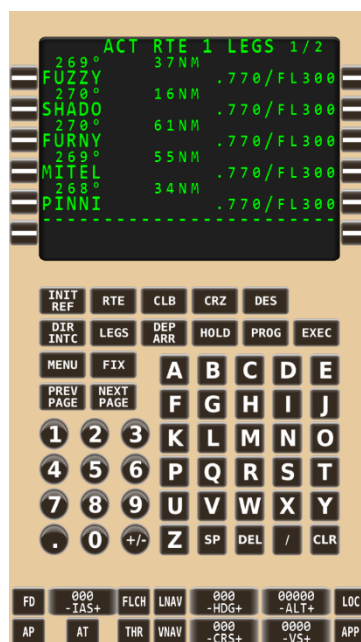 ACT RTE 1 LEGS 1/2
269° 37NM
FUZZY .770/FL300
270° 16NM
SHADO .770/FL300
270° 61NM
FURNY .770/FL300
269° 55NM
MITEL .770/FL300
268° 34NM
PINNI .770/FL300
------------------------
INIT REF RTE CLB CRZ DES
DIR INTC LEGS DEP ARR HOLD PROG EXEC
MENU FIX A B C D E
PREV PAGE NEXT PAGE F G H I J
1 2 3 K L M N O
4 5 6 P Q R S T
7 8 9 U V W X Y
. 0 +/- Z SP DEL / CLR
FD 000 -IAS+ FLCH LNAV 000 -HDG+ 00000 -ALT+ LOC
AP AT THR VNAV 000 -CRS+ 0000 -VS+ APP